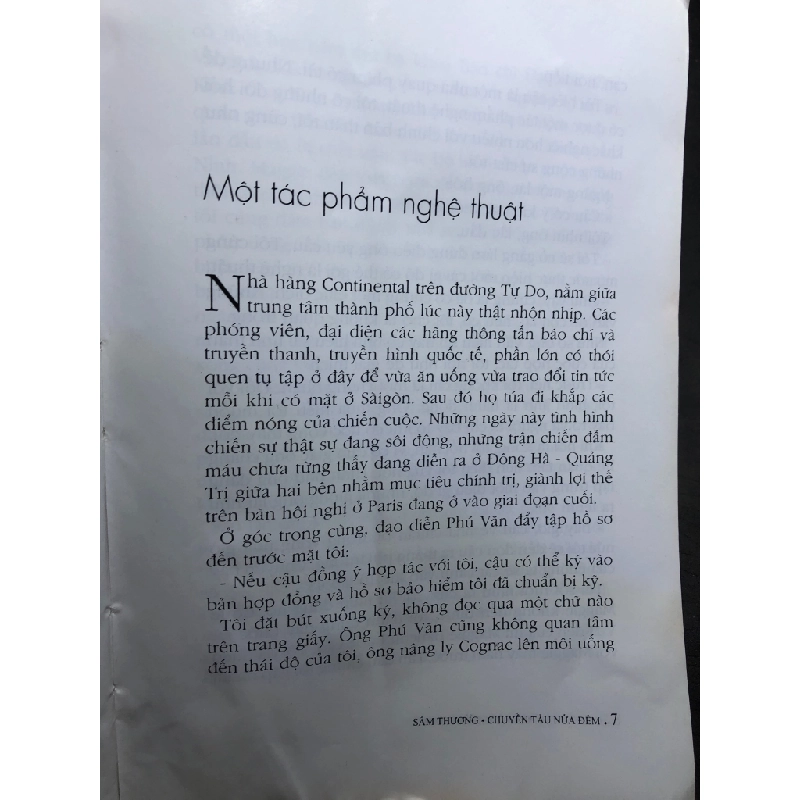 Một tác phẩm nghệ thuật
Nhà hàng Continental trên đường Tự Do, nằm giữa
trung tâm thành phố lúc này thật nhộn nhịp. Các
phóng viên, đại diện các hãng thông tấn báo chí và
truyền thanh, truyền hình quốc tế, phần lớn có thói
quen tụ tập ở đây để vừa ăn uống vừa trao đổi tin tức
mỗi khi có mặt ở Sàigòn. Sau đó họ túa đi khắp các
điểm nóng của chiến cuộc. Những ngày này tình hình
chiến sự thật sự đang sôi động, những trận chiến đẫm
máu chưa từng thấy đang diễn ra ở Đông Hà - Quảng
Trị giữa hai bên nhằm mục tiêu chính trị, giành lợi thế
trên bàn hội nghị ở Paris đang ở vào giai đoạn cuối.
Ở góc trong cùng, đạo diễn Phú Văn đẩy tập hồ sơ
đến trước mặt tôi:
- Nếu cậu đồng ý hợp tác với tôi, cậu có thể ký vào
bản hợp đồng và hồ sơ bảo hiểm tôi đã chuẩn bị kỹ.
Tôi đặt bút xuống ký, không đọc qua một chữ nào
trên trang giấy. Ông Phú Văn cũng không quan tâm
đến thái độ của tôi, ông nâng ly Cognac lên môi uống
SÂM THƯƠNG - CHUYẾN TÀU NỬA ĐÊM . 7